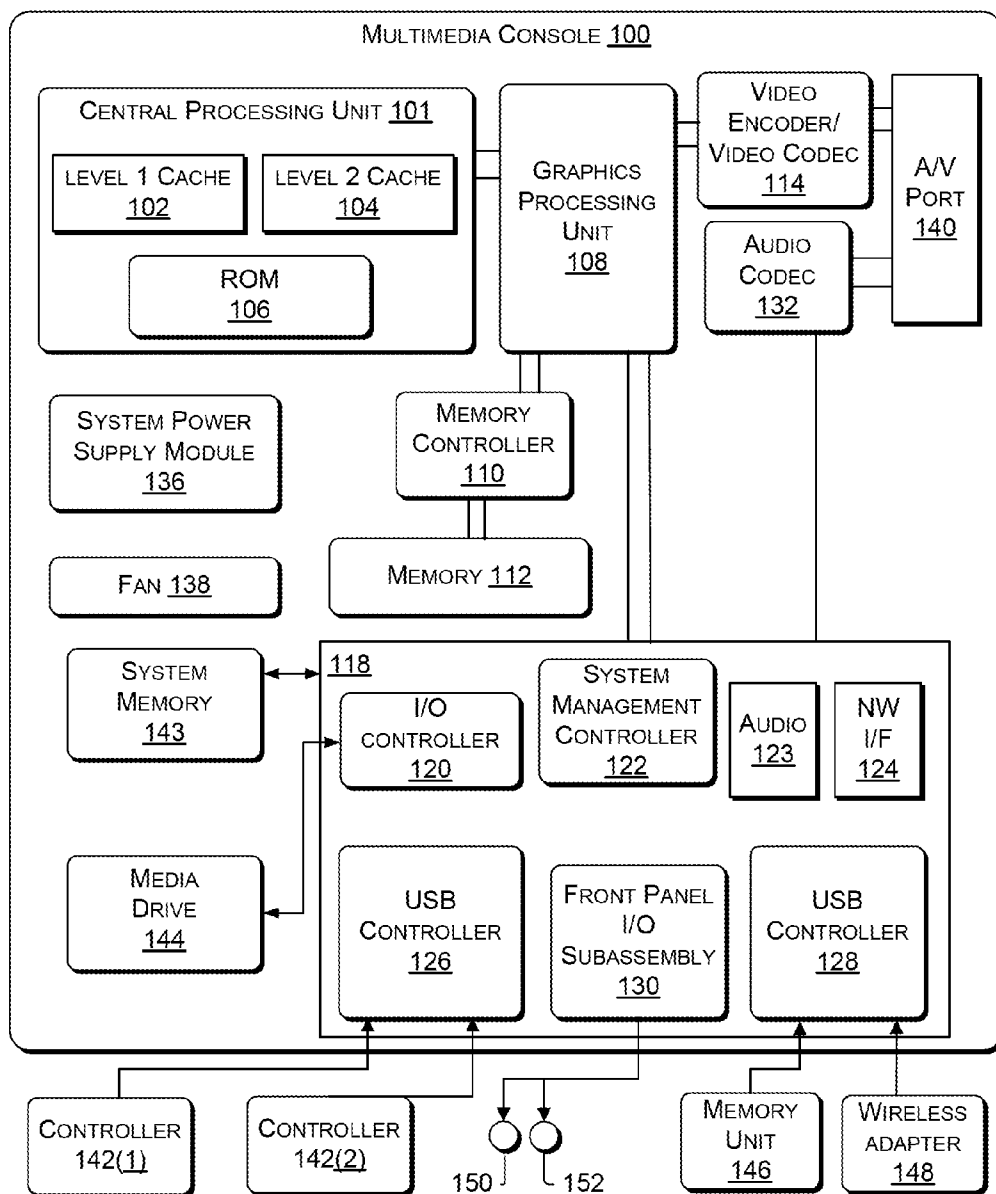 MULTIMEDIA CONSOLE 100
CENTRAL PROCESSING UNIT 101
LEVEL 1 CACHE
102
LEVEL 2 CACHE
104
ROM
106
GRAPHICS
PROCESSING
UNIT
108
VIDEO
ENCODER/
VIDEO CODEC
114
A/V
PORT
140
AUDIO
CODEC
132
SYSTEM POWER
SUPPLY MODULE
136
MEMORY
CONTROLLER
110
FAN 138
MEMORY 112
SYSTEM
MEMORY
143
118
I/O
CONTROLLER
120
SYSTEM
MANAGEMENT
CONTROLLER
122
AUDIO
123
NW
I/F
124
MEDIA
DRIVE
144
USB
CONTROLLER
126
FRONT PANEL
I/O
SUBASSEMBLY
130
USB
CONTROLLER
128
CONTROLLER
142(1)
CONTROLLER
142(2)
150
152
MEMORY
UNIT
146
WIRELESS
ADAPTER
148